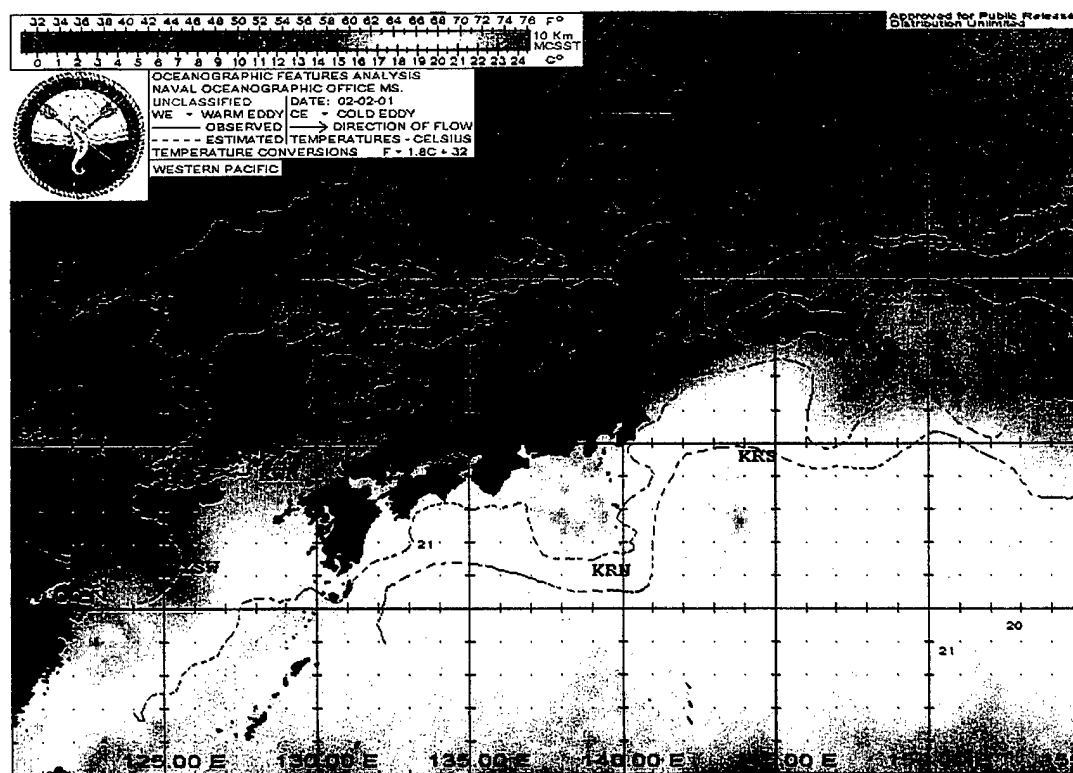 32 34 36 38 40 42 44 46 48 50 52 54 56 58 60 62 64 66 68 70 72 74 76 F°
Approved for Public Release
Distribution Unlimited
10 Km
MCSST
0 1 2 3 4 5 6 7 8 9 10 11 12 13 14 15 16 17 18 19 20 21 22 23 24 C°
OCEANOGRAPHIC FEATURES ANALYSIS
NAVAL OCEANOGRAPHIC OFFICE MS.
UNCLASSIFIED DATE: 02-02-01
WE - WARM EDDY CE - COLD EDDY
OBSERVED DIRECTION OF FLOW
ESTIMATED TEMPERATURES - CELSIUS
TEMPERATURE CONVERSIONS F = 1.8C + 32
WESTERN PACIFIC
KRS
21
KRN
20
21
125.00 E 130.00 E 135.00 E 140.00 E